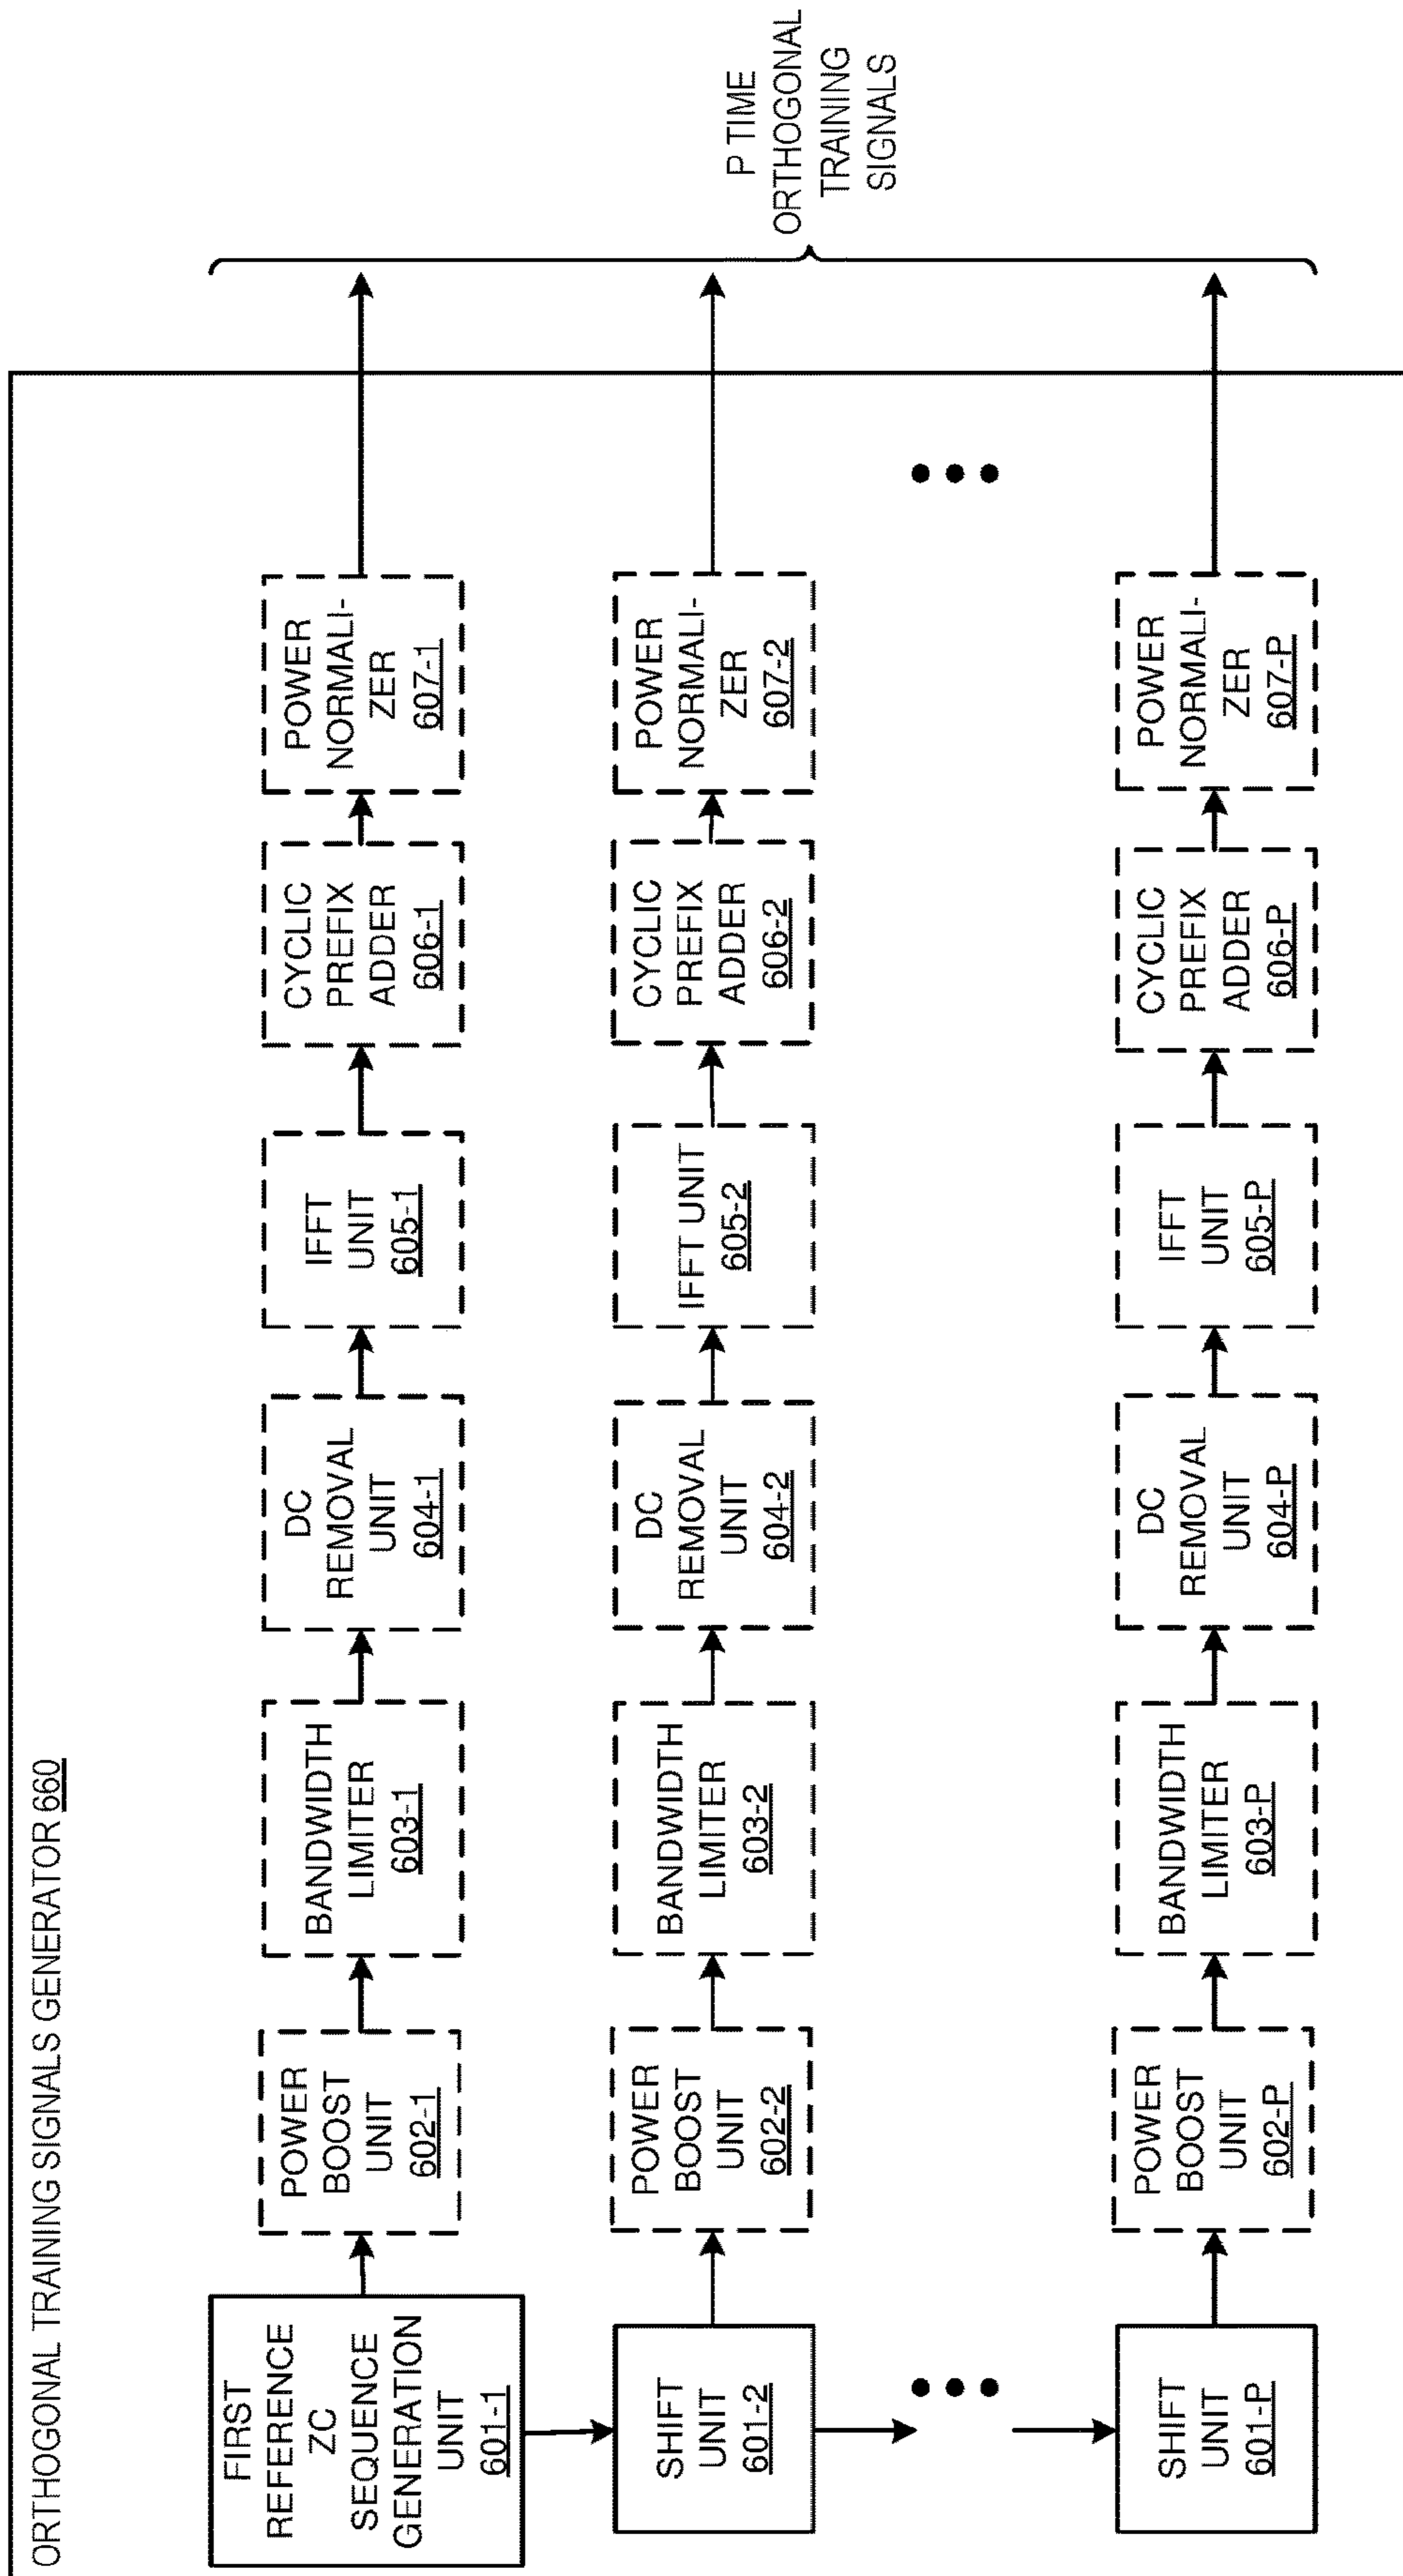 ORTHOGONAL TRAINING SIGNALS GENERATOR 660
FIRST
REFERENCE
ZC
SEQUENCE
GENERATION
UNIT
601-1
POWER
BOOST
UNIT
602-1
BANDWIDTH
LIMITER
603-1
DC
REMOVAL
UNIT
604-1
IFFT
UNIT
605-1
CYCLIC
PREFIX
ADDER
606-1
POWER
NORMALI-
ZER
607-1
SHIFT
UNIT
601-2
POWER
BOOST
UNIT
602-2
BANDWIDTH
LIMITER
603-2
DC
REMOVAL
UNIT
604-2
IFFT UNIT
605-2
CYCLIC
PREFIX
ADDER
606-2
POWER
NORMALI-
ZER
607-2
SHIFT
UNIT
601-P
POWER
BOOST
UNIT
602-P
BANDWIDTH
LIMITER
603-P
DC
REMOVAL
UNIT
604-P
IFFT
UNIT
605-P
CYCLIC
PREFIX
ADDER
606-P
POWER
NORMALI-
ZER
607-P
P TIME
ORTHOGONAL
TRAINING
SIGNALS